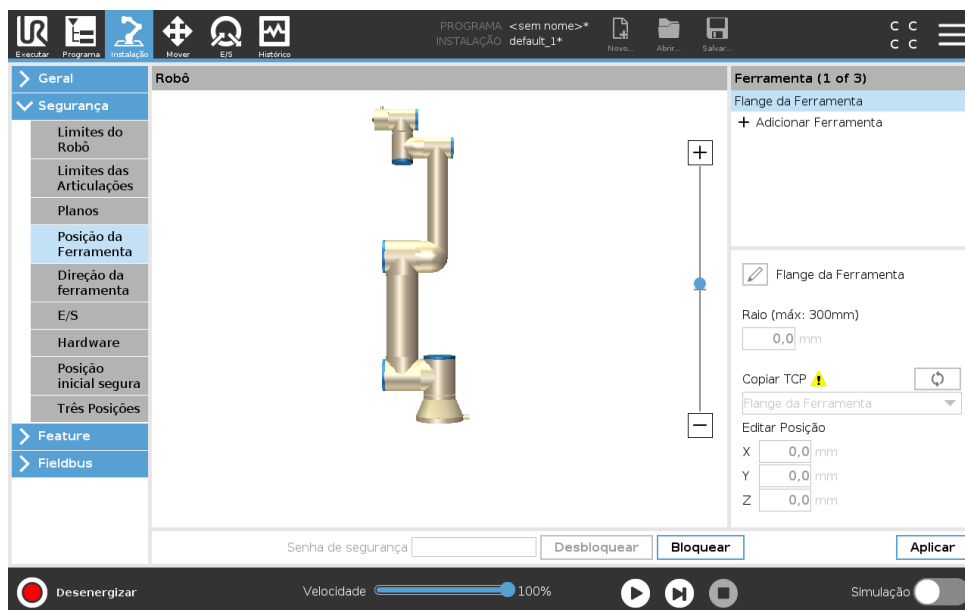 UR
Executar
Programa
Instalação
Mover
E/S
Histórico
PROGRAMA <sem nome>*
INSTALAÇÃO default_1*
Novo...
Abrir...
Salvar...
C C
C C
Geral
Segurança
Limites do
Robô
Limites das
Articulações
Planos
Posição da
Ferramenta
Direção da
ferramenta
E/S
Hardware
Posição
inicial segura
Três Posições
Feature
Fieldbus
Robô
Ferramenta (1 of 3)
Flange da Ferramenta
+ Adicionar Ferramenta
Flange da Ferramenta
Raio (máx: 300mm)
0,0 mm
Copiar TCP
Flange da Ferramenta
Editar Posição
X 0,0 mm
Y 0,0 mm
Z 0,0 mm
Senha de segurança
Desbloquear
Bloquear
Aplicar
Desenergizar
Velocidade 100%
Simulação